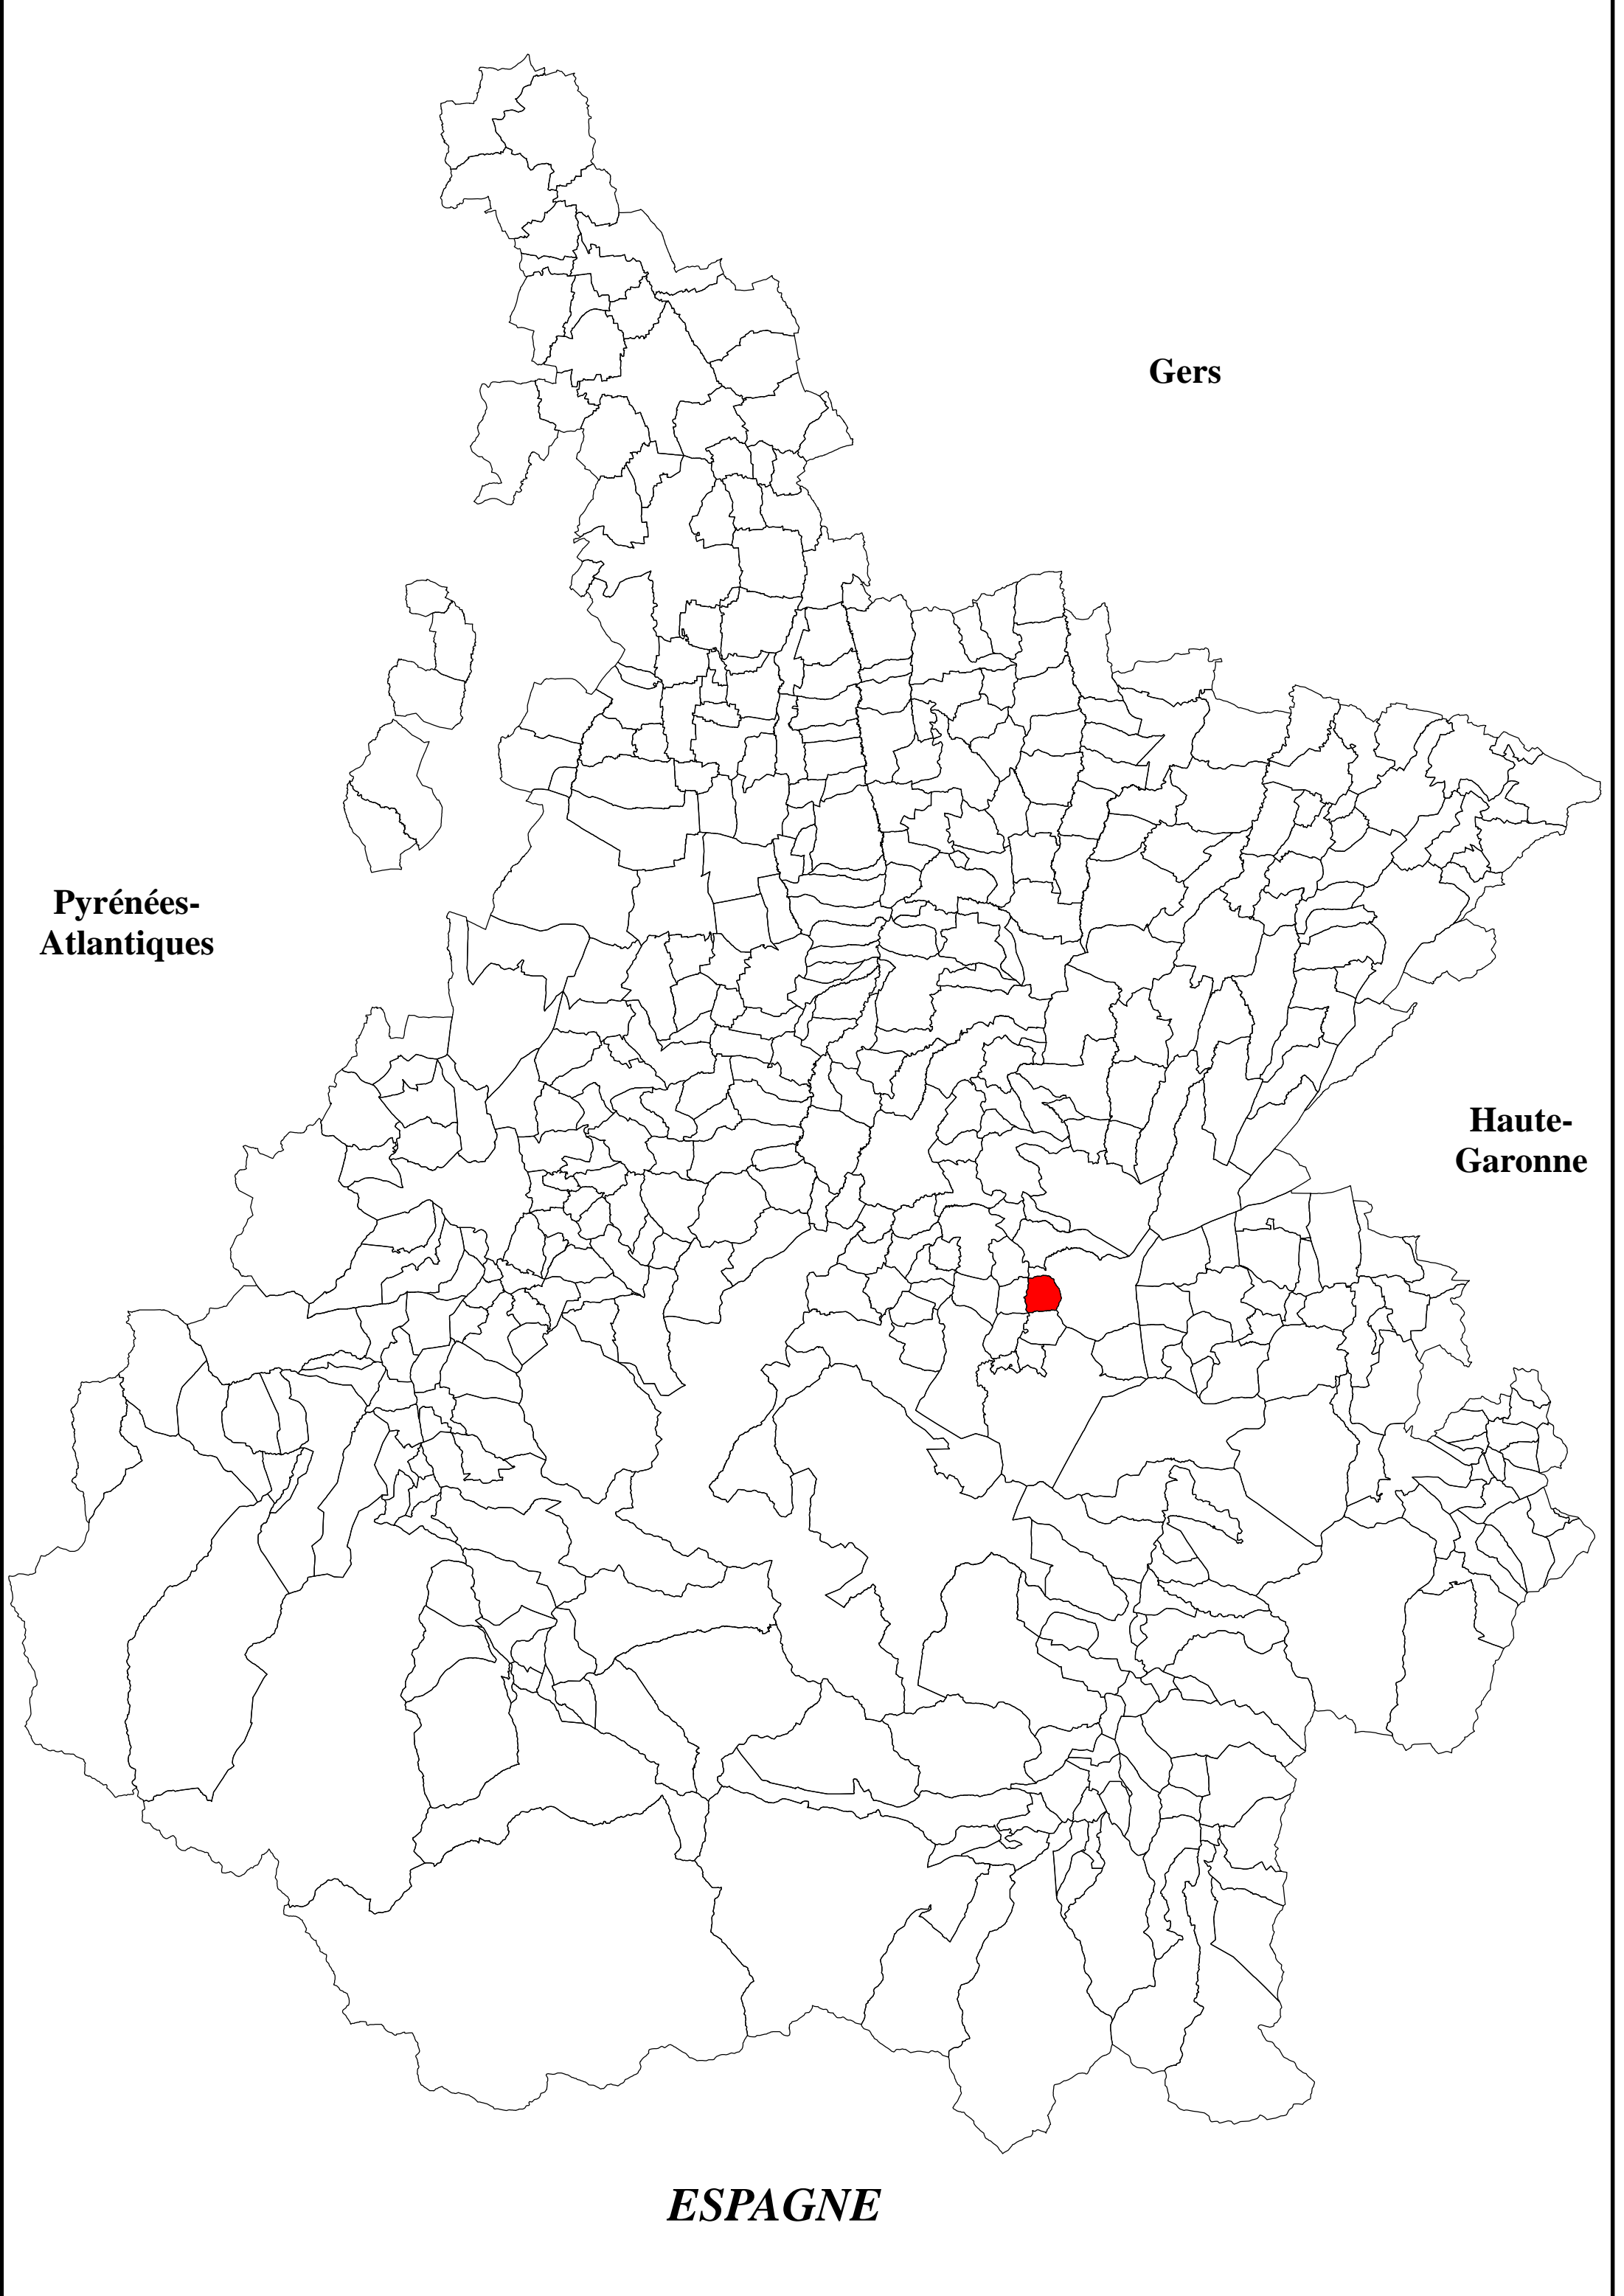 Gers
Pyrénées-
Atlantiques
Haute-
Garonne
ESPAGNE